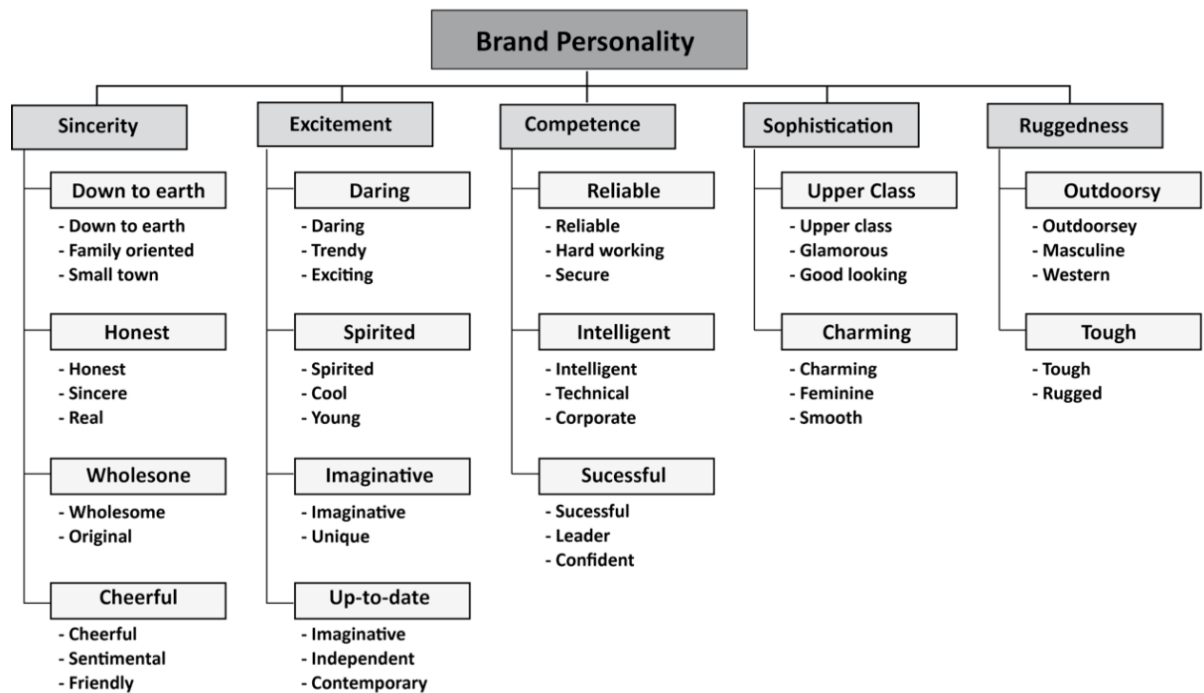 Brand Personality
Sincerity
Down to earth
- Down to earth
- Family oriented
- Small town
Honest
- Honest
- Sincere
- Real
Wholesone
- Wholesome
- Original
Cheerful
- Cheerful
- Sentimental
- Friendly
Excitement
Daring
- Daring
- Trendy
- Exciting
Spirited
- Spirited
- Cool
- Young
Imaginative
- Imaginative
- Unique
Up-to-date
- Imaginative
- Independent
- Contemporary
Competence
Reliable
- Reliable
- Hard working
- Secure
Intelligent
- Intelligent
- Technical
- Corporate
Sucessful
- Sucessful
- Leader
- Confident
Sophistication
Upper Class
- Upper class
- Glamorous
- Good looking
Charming
- Charming
- Feminine
- Smooth
Ruggedness
Outdoorsy
- Outdoorsey
- Masculine
- Western
Tough
- Tough
- Rugged